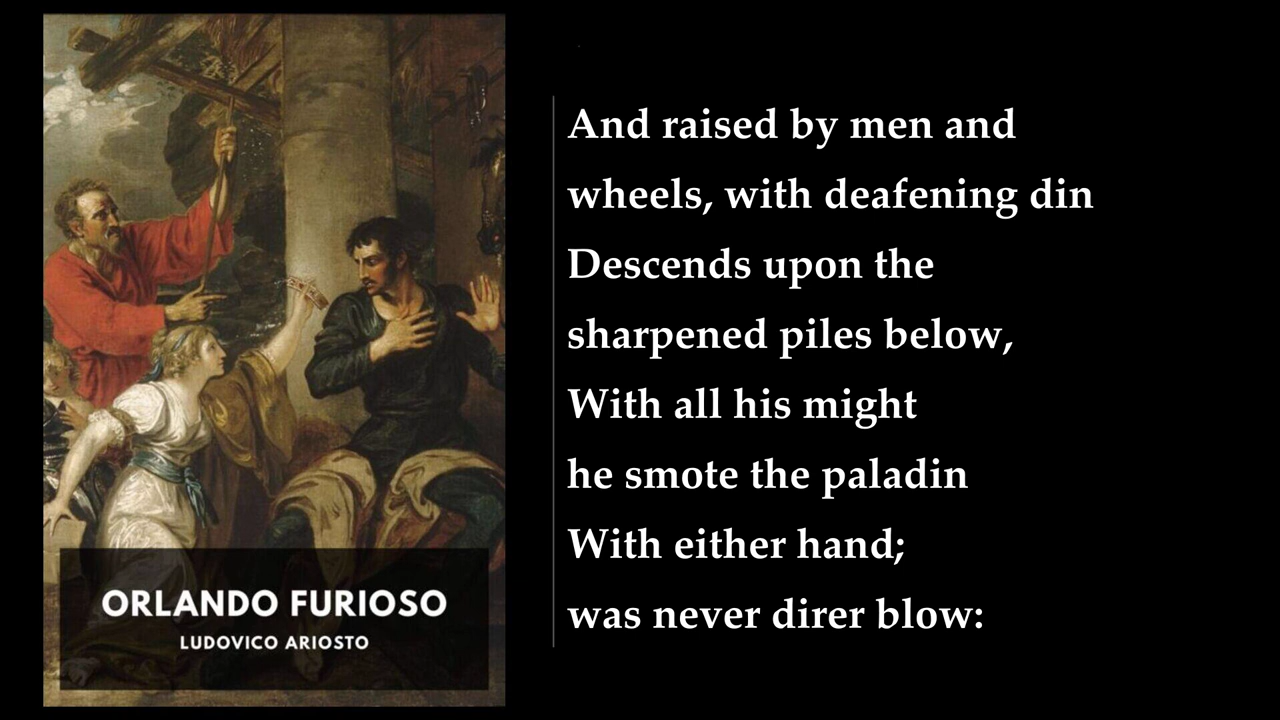 And raised by men and
wheels, with deafening din
Descends upon the
sharpened piles below,
With all his might
he smote the paladin
With either hand;
was never direr blow:
ORLANDO FURIOSO
LUDOVICO ARIOSTO